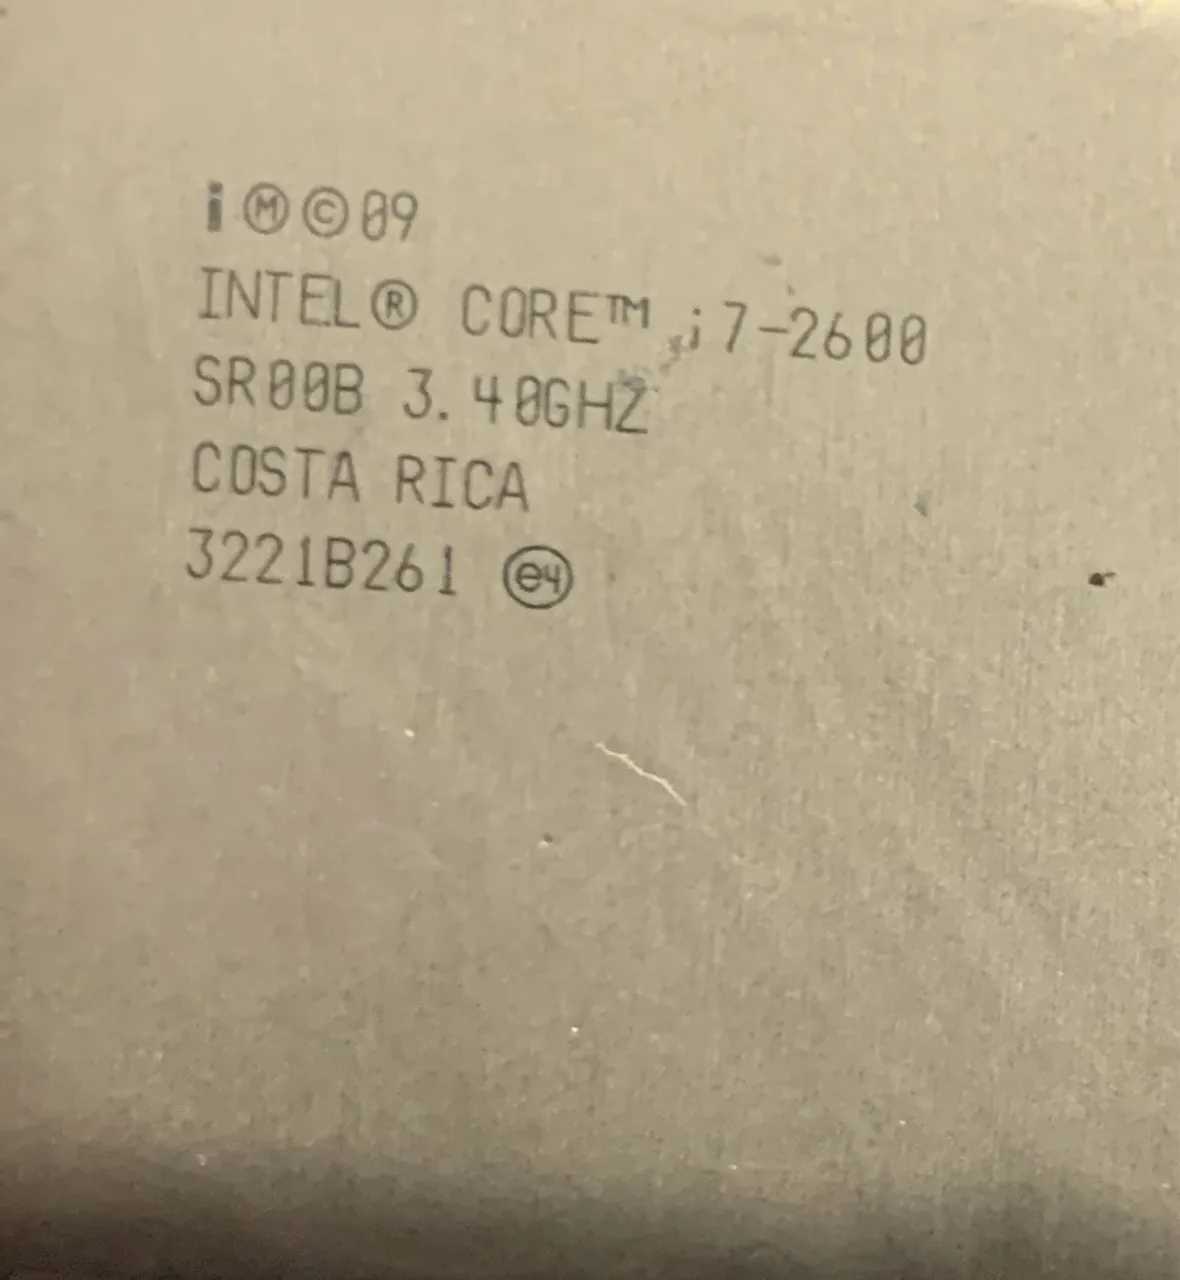 i Ⓜ © 09
INTEL® CORE™ i7-2600
SR00B 3.40GHZ
COSTA RICA
3221B261 e4